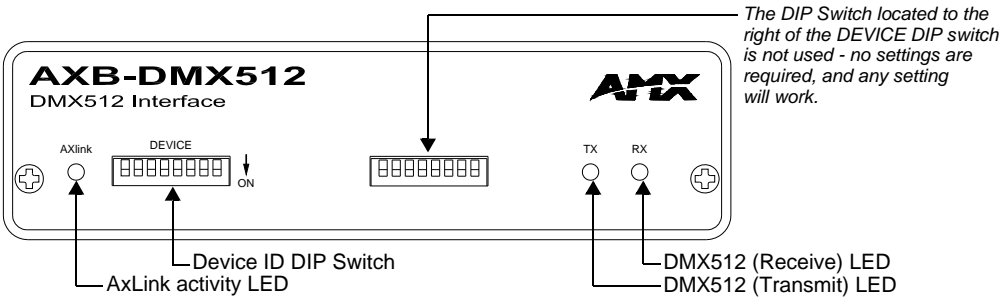 The DIP Switch located to the
right of the DEVICE DIP switch
is not used - no settings are
required, and any setting
will work.
AXB-DMX512
DMX512 Interface
AMX
AXlink
DEVICE
ON
TX
RX
Device ID DIP Switch
AxLink activity LED
DMX512 (Receive) LED
DMX512 (Transmit) LED